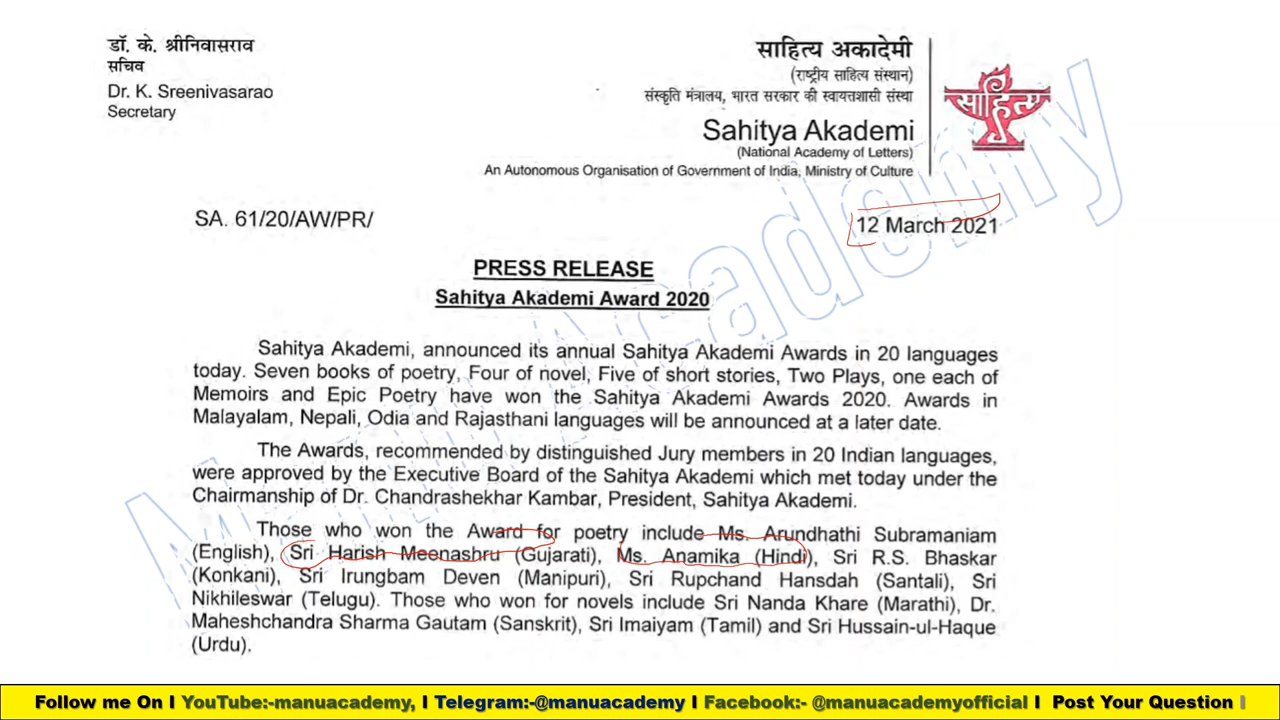 डॉ. के. श्रीनिवासराव
सचिव
Dr. K. Sreenivasarao
Secretary
साहित्य अकादेमी
(राष्ट्रीय साहित्य संस्थान)
संस्कृति मंत्रालय, भारत सरकार की स्वायत्तशासी संस्था
Sahitya Akademi
(National Academy of Letters)
An Autonomous Organisation of Government of India, Ministry of Culture
साहित्य
SA. 61/20/AW/PR/
12 March 2021
PRESS RELEASE
Sahitya Akademi Award 2020
Sahitya Akademi, announced its annual Sahitya Akademi Awards in 20 languages
today. Seven books of poetry, Four of novel, Five of short stories, Two Plays, one each of
Memoirs and Epic Poetry have won the Sahitya Akademi Awards 2020. Awards in
Malayalam, Nepali, Odia and Rajasthani languages will be announced at a later date.
The Awards, recommended by distinguished Jury members in 20 Indian languages,
were approved by the Executive Board of the Sahitya Akademi which met today under the
Chairmanship of Dr. Chandrashekhar Kambar, President, Sahitya Akademi.
Those who won the Award for poetry include Ms. Arundhathi Subramaniam
(English), Sri Harish Meenashru (Gujarati), Ms. Anamika (Hindi), Sri R.S. Bhaskar
(Konkani), Sri Irungbam Deven (Manipuri), Sri Rupchand Hansdah (Santali), Sri
Nikhileswar (Telugu). Those who won for novels include Sri Nanda Khare (Marathi), Dr.
Maheshchandra Sharma Gautam (Sanskrit), Sri Imaiyam (Tamil) and Sri Hussain-ul-Haque
(Urdu).
Manu Academy
Follow me On I YouTube:-manuacademy, I Telegram:-@manuacademy I Facebook:- @manuacademyofficial I Post Your Question I